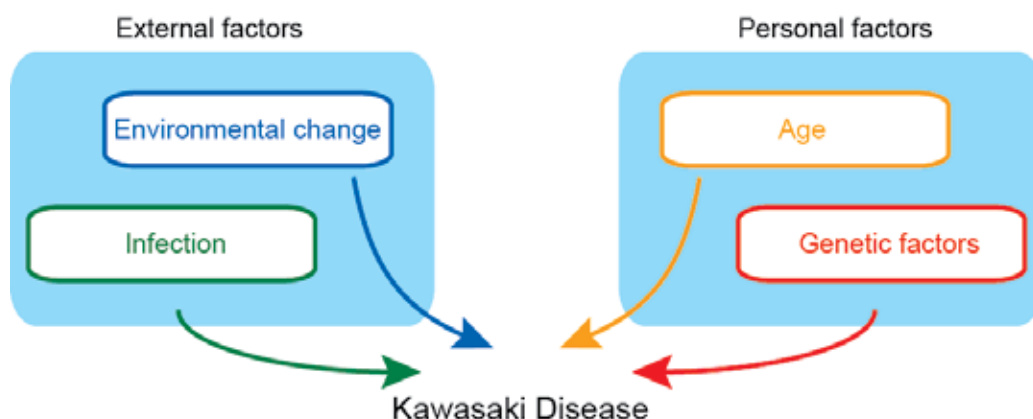 External factors
Personal factors
Environmental change
Age
Infection
Genetic factors
Kawasaki Disease